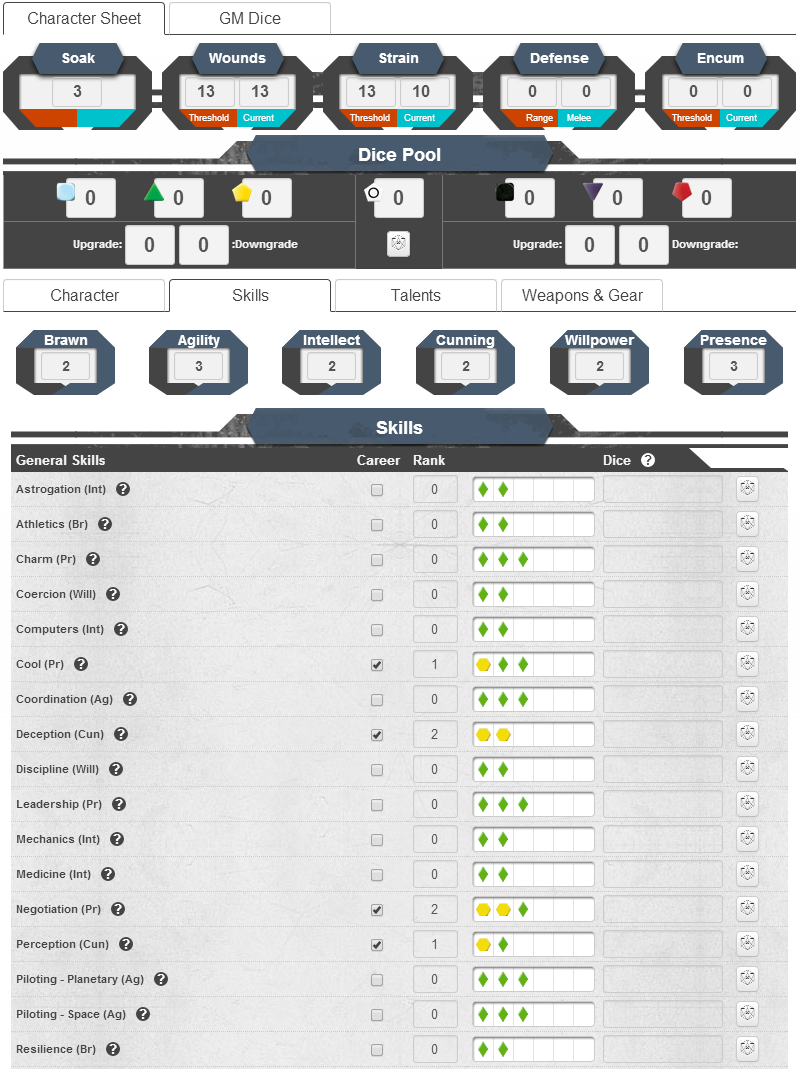 Character Sheet GM Dice
Soak Wounds Strain Defense Encum
3 13 13 13 10 0 0 0 0
Threshold Current Threshold Current Range Melee Threshold Current
Dice Pool
0 0 0 0 0 0 0
Upgrade: 0 0 :Downgrade Upgrade: 0 0 Downgrade:
Character Skills Talents Weapons & Gear
Brawn Agility Intellect Cunning Willpower Presence
2 3 2 2 2 3
Skills
General Skills Career Rank Dice ?
Astrogation (Int) ? 0
Athletics (Br) ? 0
Charm (Pr) ? 0
Coercion (Will) ? 0
Computers (Int) ? 0
Cool (Pr) ? 1
Coordination (Ag) ? 0
Deception (Cun) ? 2
Discipline (Will) ? 0
Leadership (Pr) ? 0
Mechanics (Int) ? 0
Medicine (Int) ? 0
Negotiation (Pr) ? 2
Perception (Cun) ? 1
Piloting - Planetary (Ag) ? 0
Piloting - Space (Ag) ? 0
Resilience (Br) ? 0